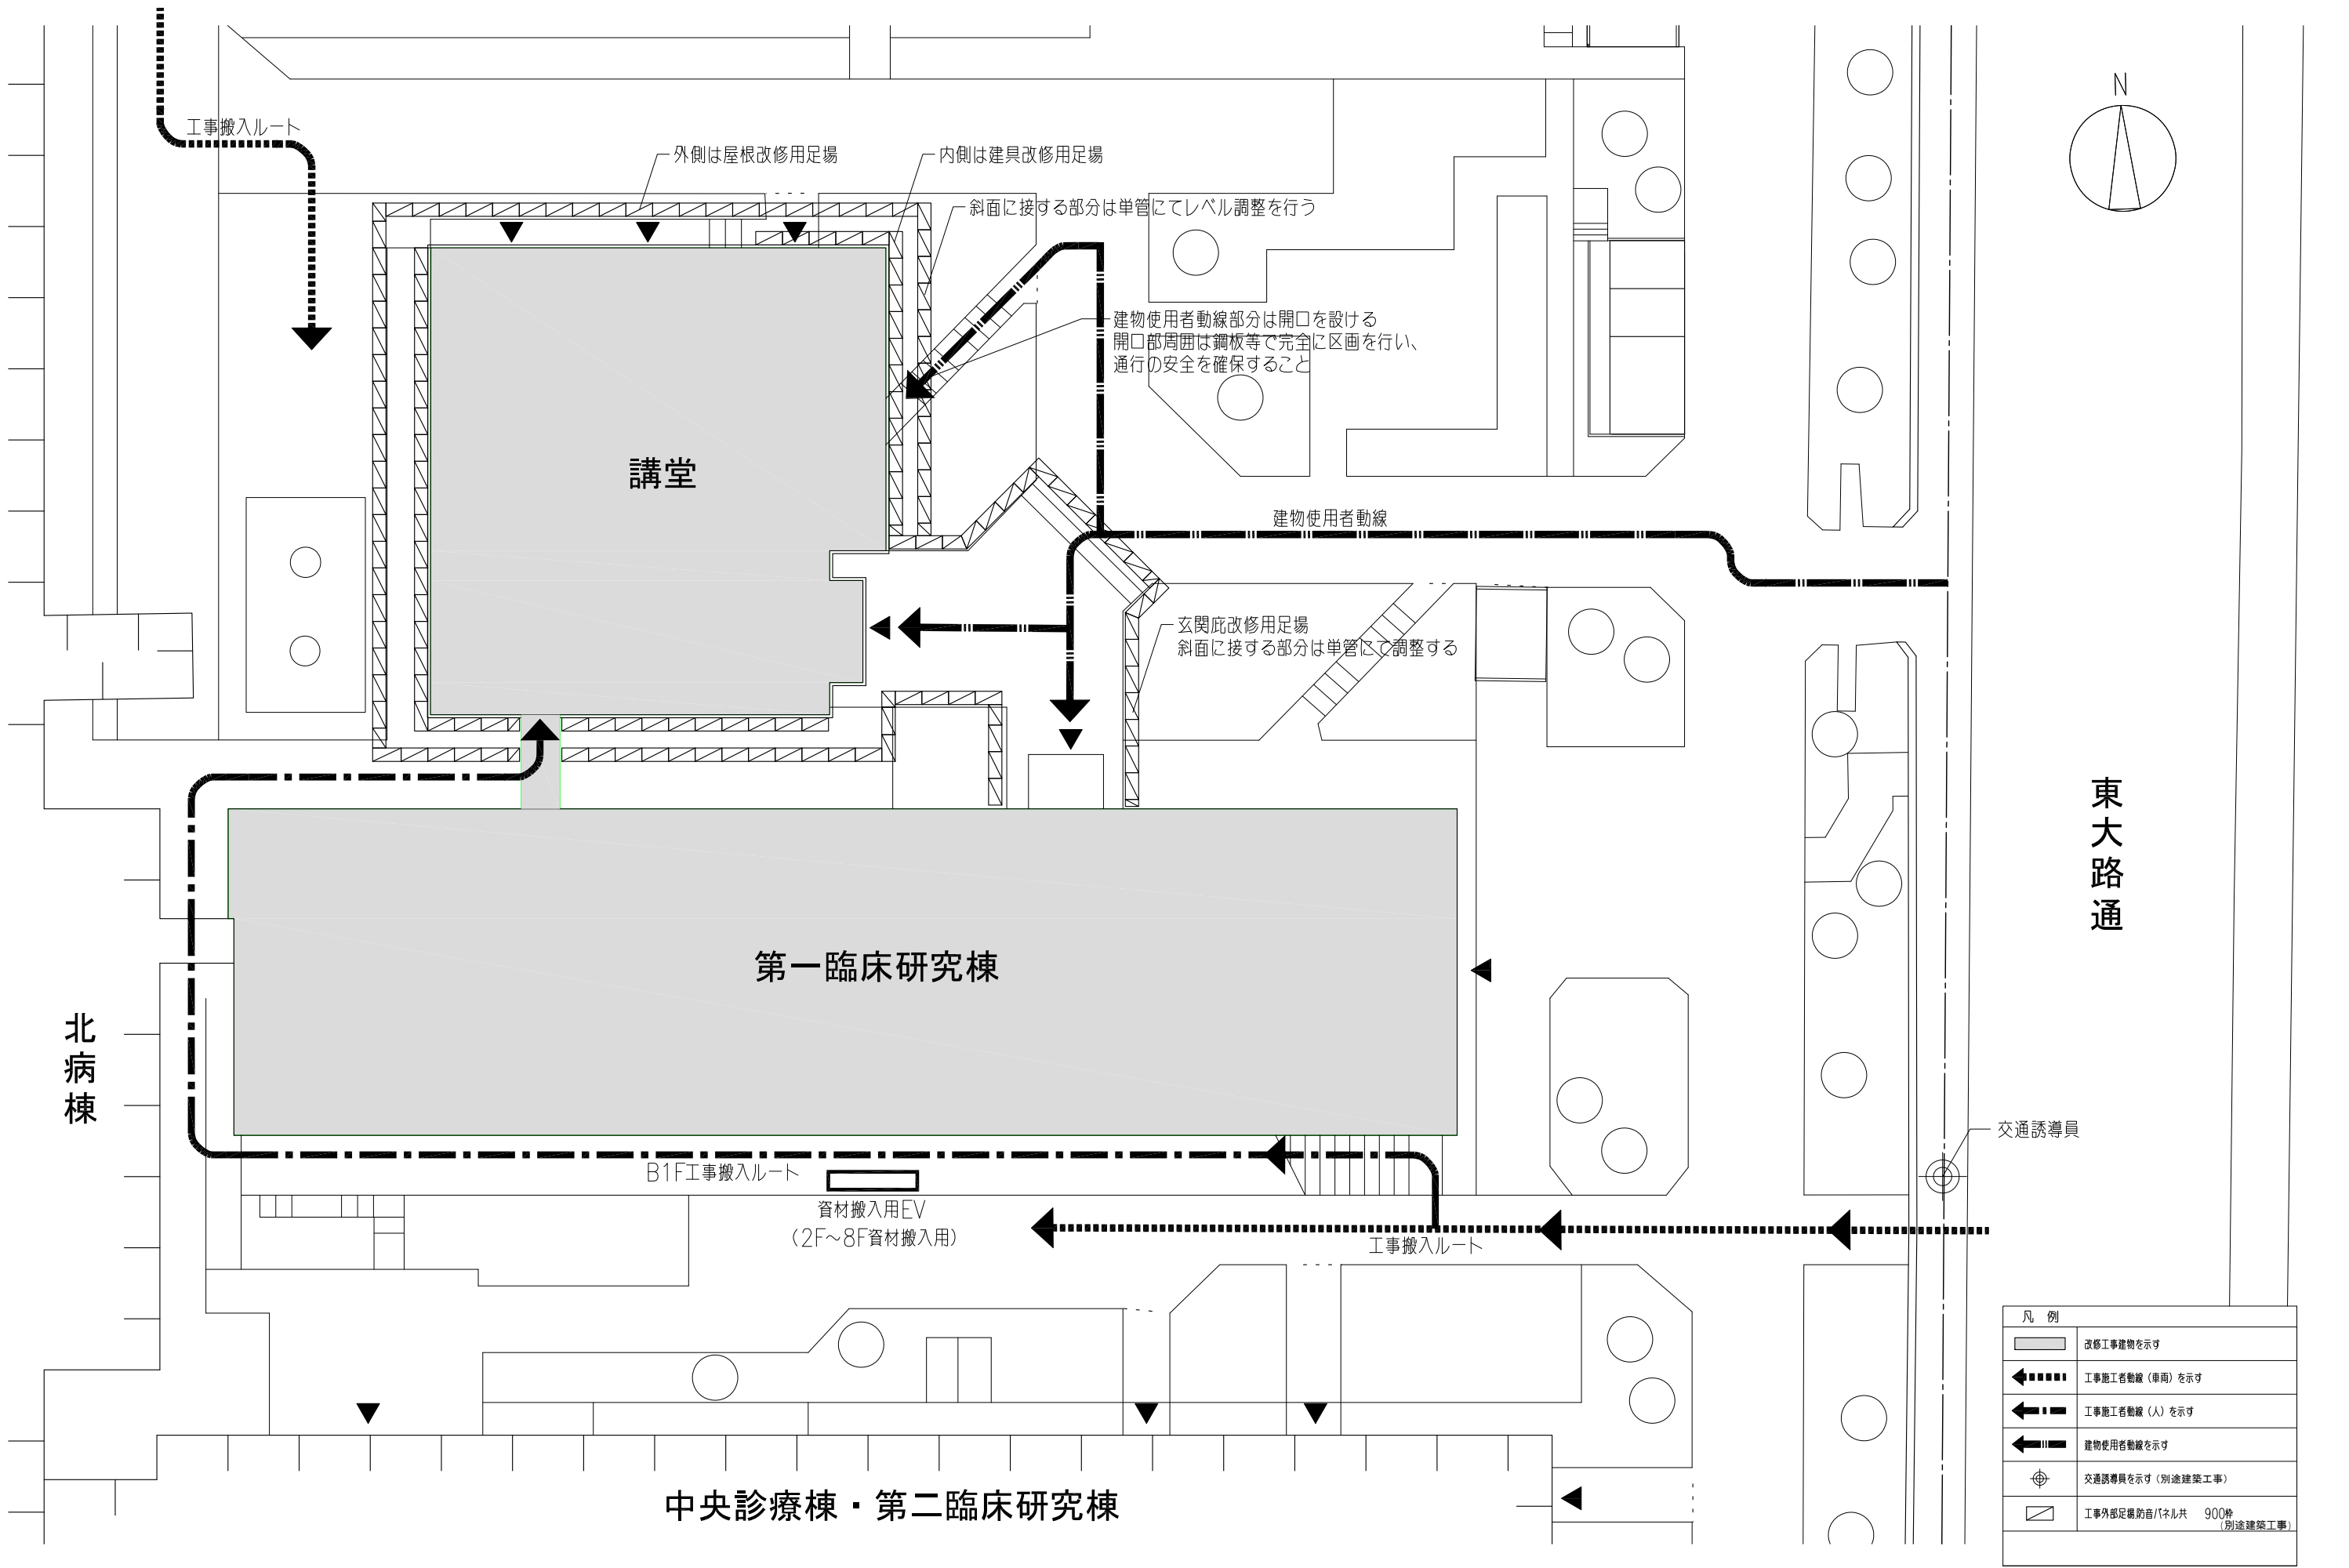 N
工事搬入ルート
外側は屋根改修用足場
内側は建具改修用足場
斜面に接する部分は単管にてレベル調整を行う
建物使用者動線部分は開口を設ける
開口部周囲は鋼板等で完全に区画を行い、
通行の安全を確保すること
講堂
建物使用者動線
玄関庇改修用足場
斜面に接する部分は単管にて調整する
東大路通
第一臨床研究棟
北病棟
交通誘導員
B1F工事搬入ルート
資材搬入用EV
（2F～8F資材搬入用）
工事搬入ルート
凡　例
改修工事建物を示す
工事施工者動線（車両）を示す
工事施工者動線（人）を示す
建物使用者動線を示す
交通誘導員を示す（別途建築工事）
工事外部足場,防音パネル共　900枠
（別途建築工事）
中央診療棟・第二臨床研究棟